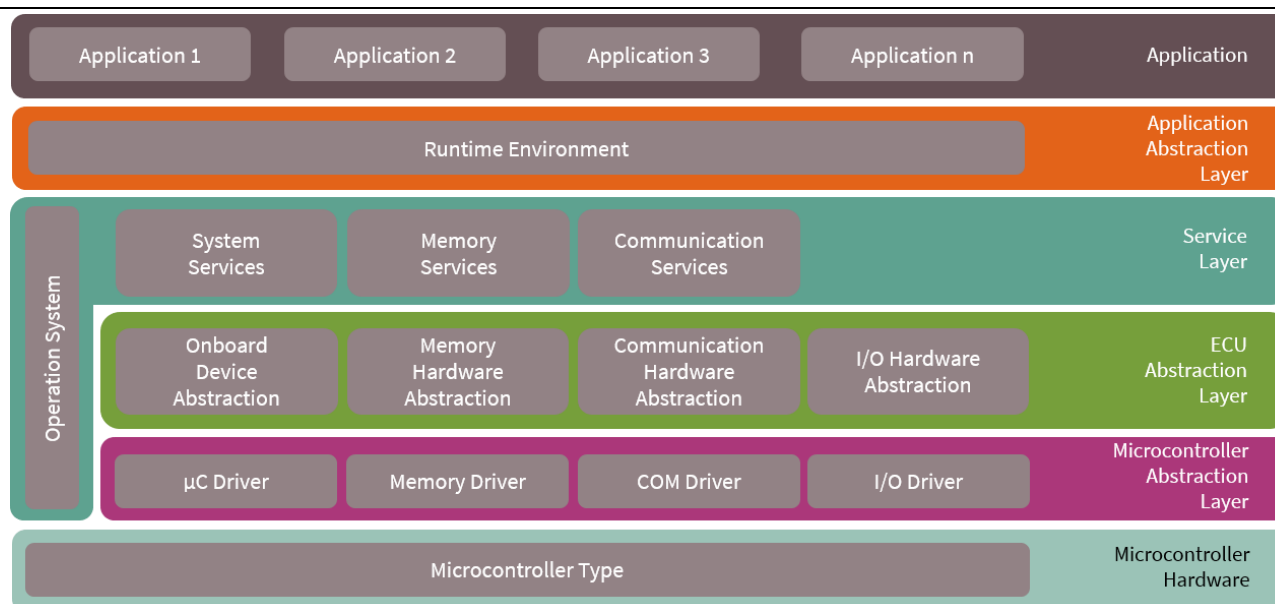 Application 1
Application 2
Application 3
Application n
Application
Runtime Environment
Application
Abstraction
Layer
Operation System
System
Services
Memory
Services
Communication
Services
Service
Layer
Onboard
Device
Abstraction
Memory
Hardware
Abstraction
Communication
Hardware
Abstraction
I/O Hardware
Abstraction
ECU
Abstraction
Layer
µC Driver
Memory Driver
COM Driver
I/O Driver
Microcontroller
Abstraction
Layer
Microcontroller Type
Microcontroller
Hardware